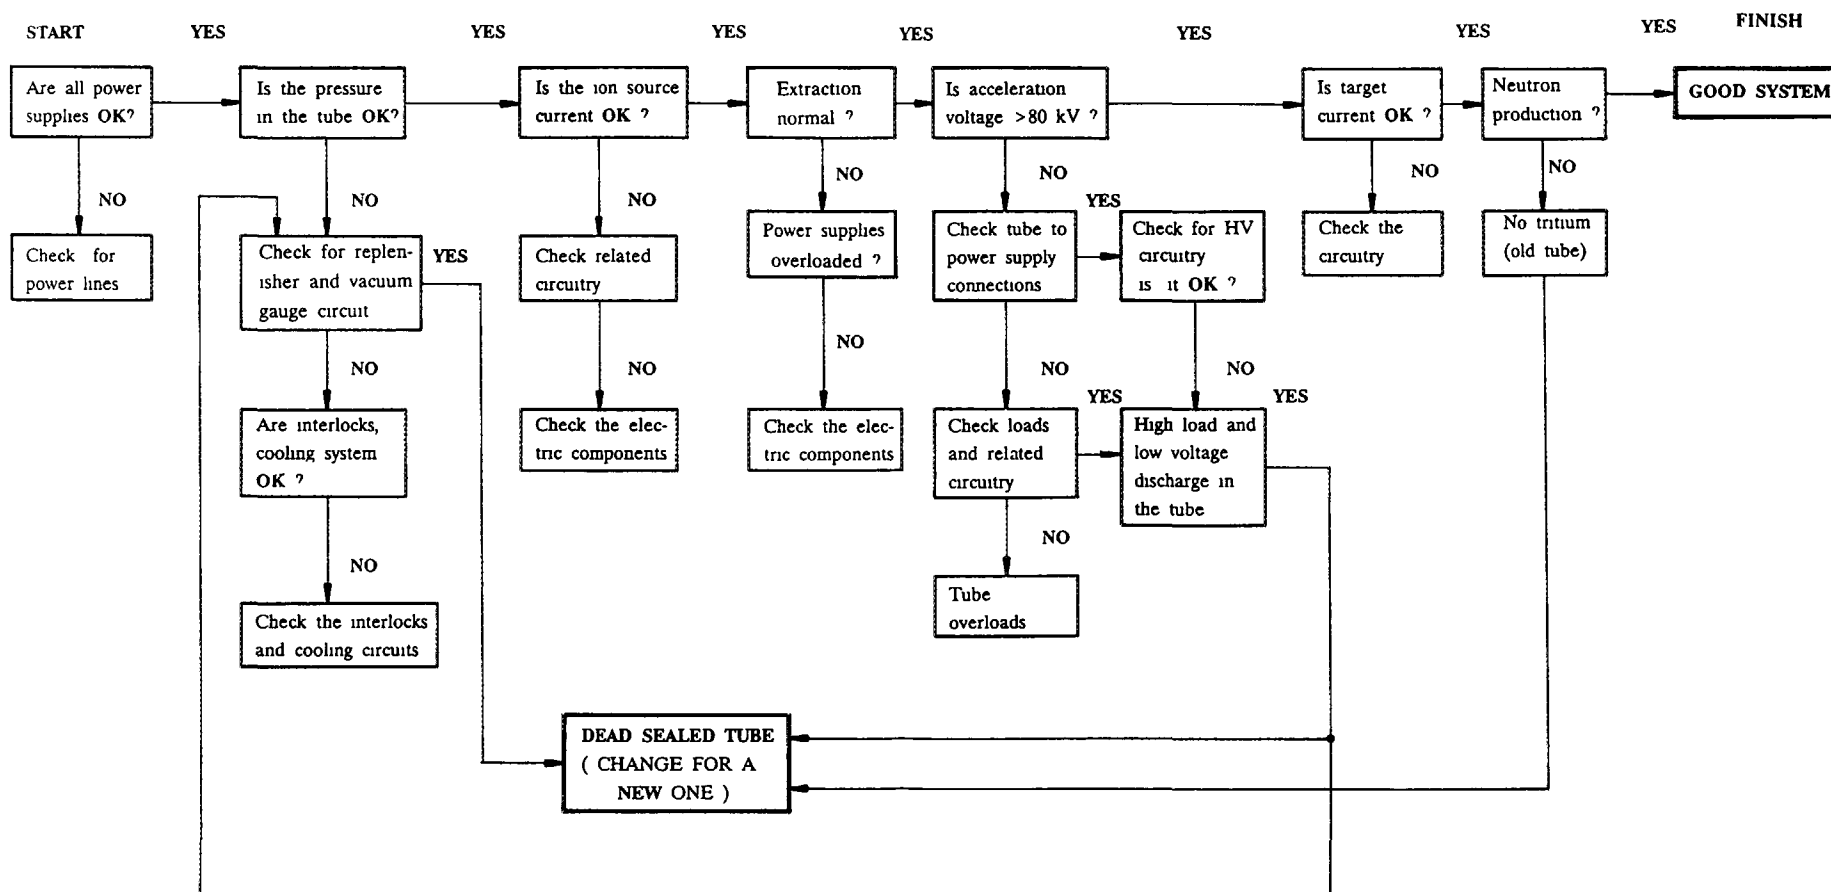 START
YES
YES
YES
YES
YES
YES
YES
FINISH
Are all power
supplies OK?
Is the pressure
in the tube OK?
Is the ion source
current OK ?
Extraction
normal ?
Is acceleration
voltage >80 kV ?
Is target
current OK ?
Neutron
production ?
GOOD SYSTEM
NO
NO
NO
NO
NO
NO
NO
Check for
power lines
Check for replen-
isher and vacuum
gauge circuit
YES
Check related
circuitry
Power supplies
overloaded ?
Check tube to
power supply
connections
YES
Check for HV
circuitry
is it OK ?
Check the
circuitry
No tritium
(old tube)
NO
NO
NO
NO
NO
Are interlocks,
cooling system
OK ?
Check the elec-
tric components
Check the elec-
tric components
Check loads
and related
circuitry
YES
High load and
low voltage
discharge in
the tube
YES
NO
NO
Check the interlocks
and cooling circuits
Tube
overloads
DEAD SEALED TUBE
( CHANGE FOR A
NEW ONE )